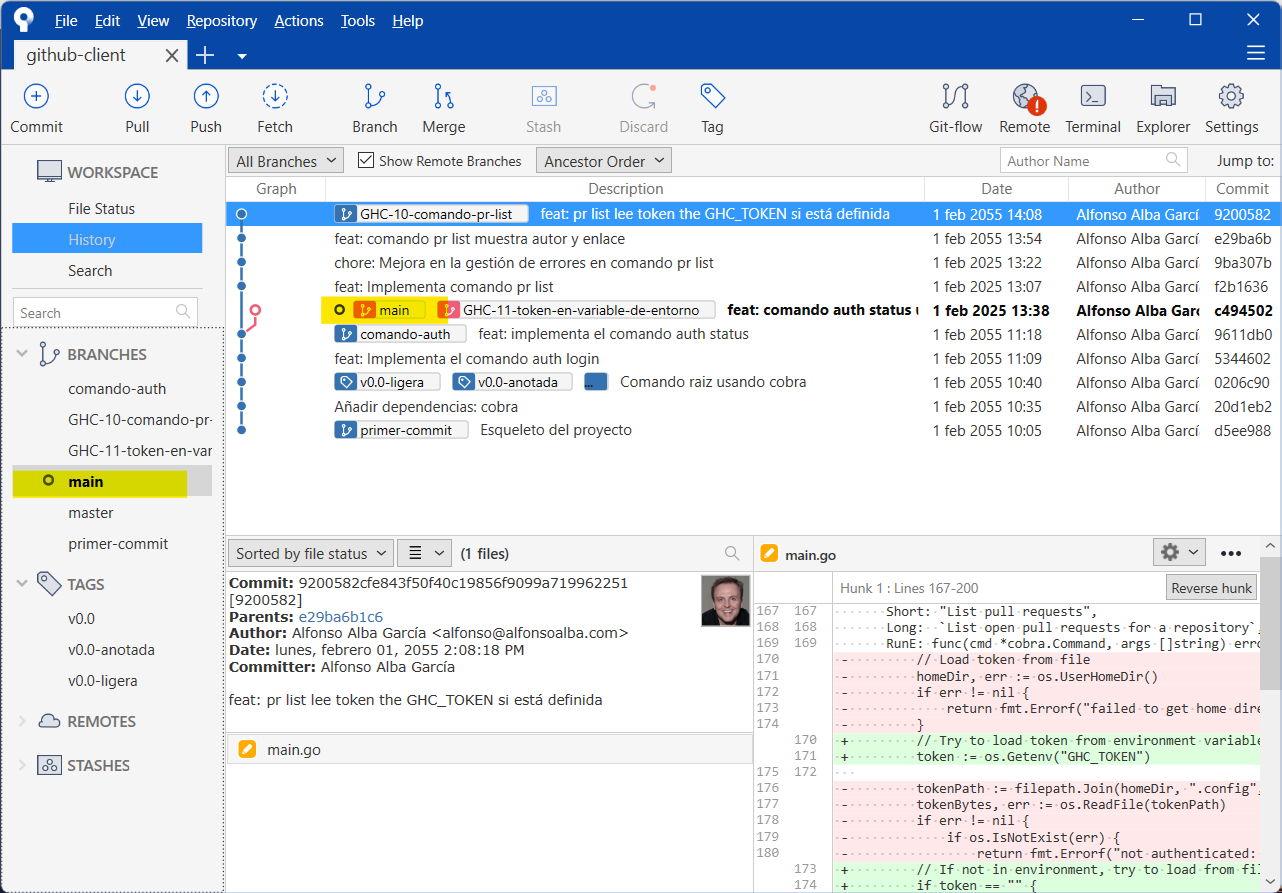 File Edit View Repository Actions Tools Help
github-client
Commit Pull Push Fetch Branch Merge Stash Discard Tag Git-flow Remote Terminal Explorer Settings
WORKSPACE
File Status
History
Search
Search
BRANCHES
comando-auth
GHC-10-comando-pr-
GHC-11-token-en-var
main
master
primer-commit
TAGS
v0.0
v0.0-anotada
v0.0-ligera
REMOTES
STASHES
All Branches Show Remote Branches Ancestor Order Author Name Jump to:
Graph Description Date Author Commit
GHC-10-comando-pr-list feat: pr list lee token the GHC_TOKEN si está definida 1 feb 2055 14:08 Alfonso Alba Garcí 9200582
feat: comando pr list muestra autor y enlace 1 feb 2055 13:54 Alfonso Alba Garcí e29ba6b
chore: Mejora en la gestión de errores en comando pr list 1 feb 2055 13:22 Alfonso Alba Garcí 9ba307b
feat: Implementa comando pr list 1 feb 2055 13:07 Alfonso Alba Garcí f2b1636
main GHC-11-token-en-variable-de-entorno feat: comando auth status 1 feb 2025 13:38 Alfonso Alba Garc c494502
comando-auth feat: implementa el comando auth status 1 feb 2055 11:18 Alfonso Alba Garcí 9611db0
feat: Implementa el comando auth login 1 feb 2055 11:09 Alfonso Alba Garcí 5344602
v0.0-ligera v0.0-anotada ... Comando raiz usando cobra 1 feb 2055 10:40 Alfonso Alba Garcí 0206c90
Añadir dependencias: cobra 1 feb 2055 10:35 Alfonso Alba Garcí 20d1eb2
primer-commit Esqueleto del proyecto 1 feb 2055 10:05 Alfonso Alba Garcí d5ee988
Sorted by file status (1 files)
Commit: 9200582cfe843f50f40c19856f9099a719962251
[9200582]
Parents: e29ba6b1c6
Author: Alfonso Alba García <alfonso@alfonsoalba.com>
Date: lunes, febrero 01, 2055 2:08:18 PM
Committer: Alfonso Alba García
feat: pr list lee token the GHC_TOKEN si está definida
main.go
main.go
Hunk 1 : Lines 167-200 Reverse hunk
167 167 Short: "List pull requests",
168 168 Long: `List open pull requests for a repository`,
169 169 RunE: func(cmd *cobra.Command, args []string) erro
170 - // Load token from file
171 - homeDir, err := os.UserHomeDir()
172 - if err != nil {
173 - return fmt.Errorf("failed to get home dire
174 - }
170 + // Try to load token from environment variable
171 + token := os.Getenv("GHC_TOKEN")
175 172
176 - tokenPath := filepath.Join(homeDir, ".config",
177 - tokenBytes, err := os.ReadFile(tokenPath)
178 - if err != nil {
179 - if os.IsNotExist(err) {
180 - return fmt.Errorf("not authenticated:
173 + // If not in environment, try to load from fil
174 + if token == "" {